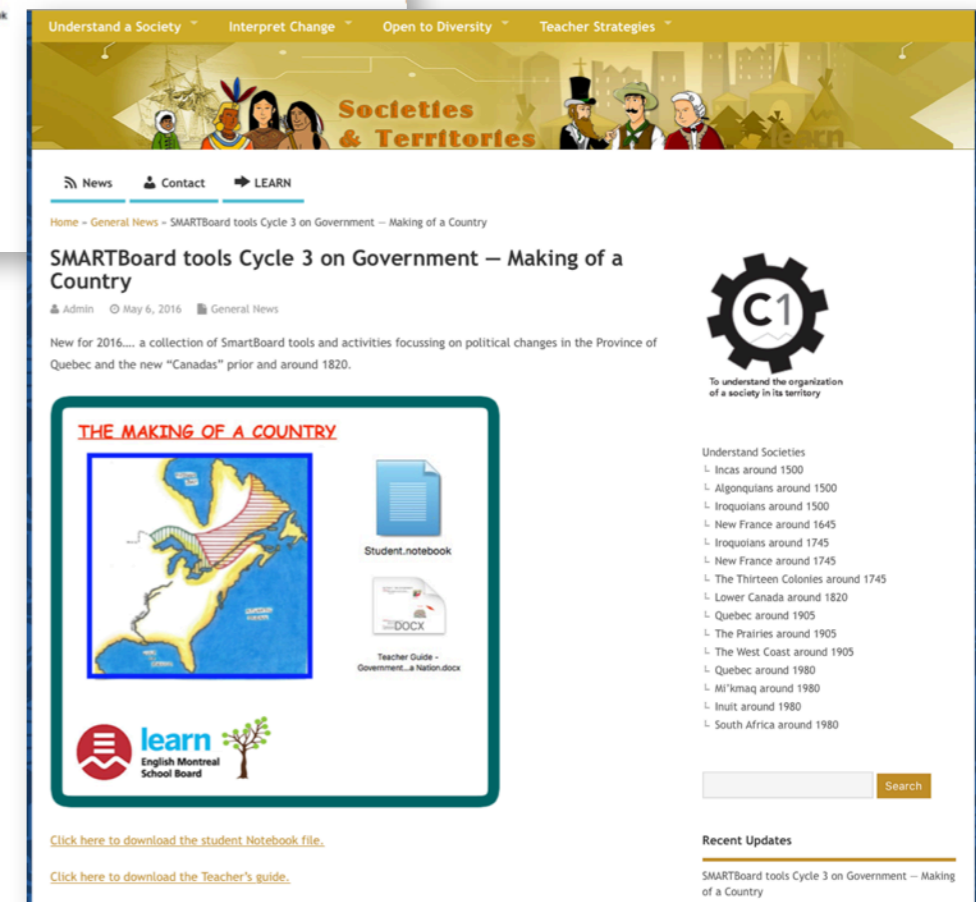 Understand a Society
Interpret Change
Open to Diversity
Teacher Strategies
Societies
& Territories
learn
News
Contact
LEARN
Home » General News » SMARTBoard tools Cycle 3 on Government — Making of a Country
SMARTBoard tools Cycle 3 on Government — Making of a
Country
Admin
May 6, 2016
General News
New for 2016…. a collection of SmartBoard tools and activities focussing on political changes in the Province of
Quebec and the new “Canadas” prior and around 1820.
THE MAKING OF A COUNTRY
Student.notebook
DOCX
Teacher Guide -
Government...a Nation.docx
learn
English Montreal
School Board
Click here to download the student Notebook file.
Click here to download the Teacher’s guide.
C1
To understand the organization
of a society in its territory
Understand Societies
Incas around 1500
Algonquians around 1500
Iroquoians around 1500
New France around 1645
Iroquoians around 1745
New France around 1745
The Thirteen Colonies around 1745
Lower Canada around 1820
Quebec around 1905
The Prairies around 1905
The West Coast around 1905
Quebec around 1980
Mi’kmaq around 1980
Inuit around 1980
South Africa around 1980
Search
Recent Updates
SMARTBoard tools Cycle 3 on Government — Making
of a Country